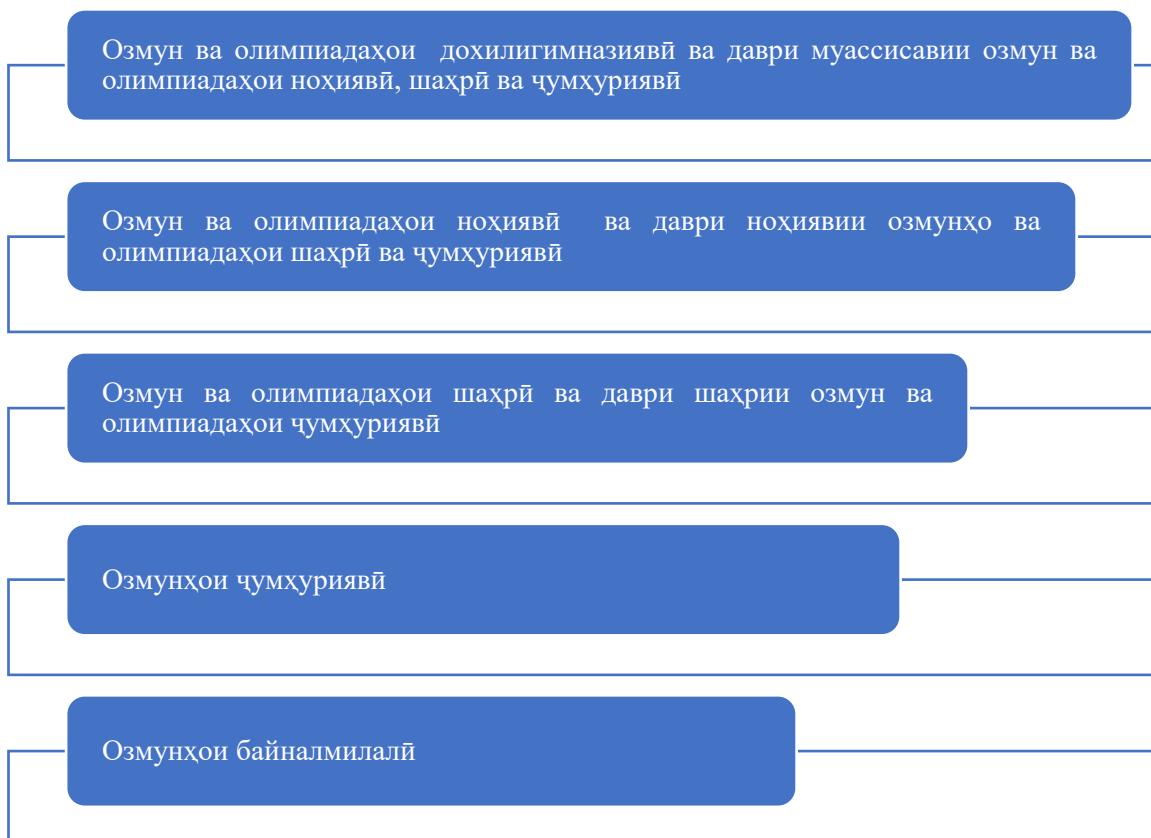 Озмун ва олимпиадаҳои дохилигимназиявӣ ва даври муассисавии озмун ва
олимпиадаҳои ноҳиявӣ, шаҳрӣ ва ҷумҳуриявӣ
Озмун ва олимпиадаҳои ноҳиявӣ ва даври ноҳиявии озмунҳо ва
олимпиадаҳои шаҳрӣ ва ҷумҳуриявӣ
Озмун ва олимпиадаҳои шаҳрӣ ва даври шаҳрии озмун ва
олимпиадаҳои ҷумҳуриявӣ
Озмунҳои ҷумҳуриявӣ
Озмунҳои байналмилалӣ